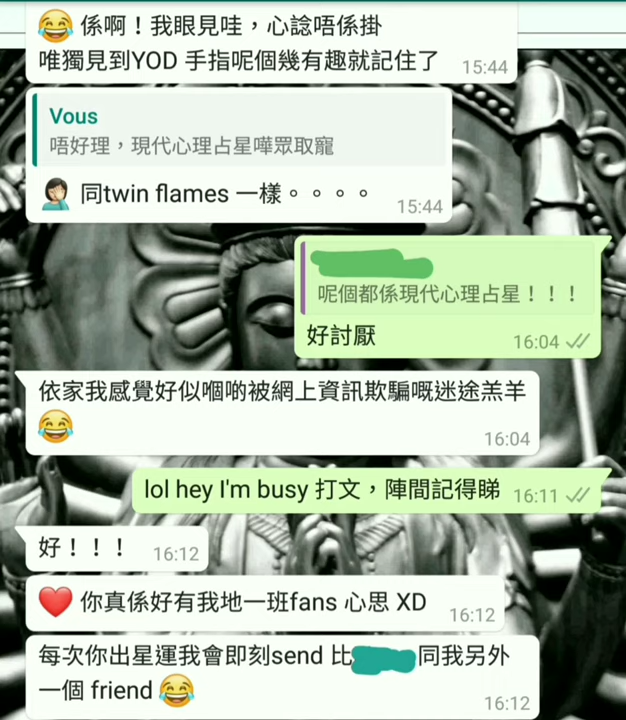 😂 係啊！我眼見哇，心諗唔係掛
唯獨見到YOD 手指呢個幾有趣就記住了
15:44
Vous
唔好理，現代心理占星嘩眾取寵
🤦🏻‍♀️ 同twin flames 一樣。。。。
15:44
呢個都係現代心理占星！！！
好討厭
16:04
依家我感覺好似嗰啲被網上資訊欺騙嘅迷途羔羊
😂
16:04
lol hey I'm busy 打文，陣間記得睇
16:11
好！！！
16:12
❤️ 你真係好有我地一班fans 心思 XD
16:12
每次你出星運我會即刻send 比 同我另外
一個 friend 😂
16:12